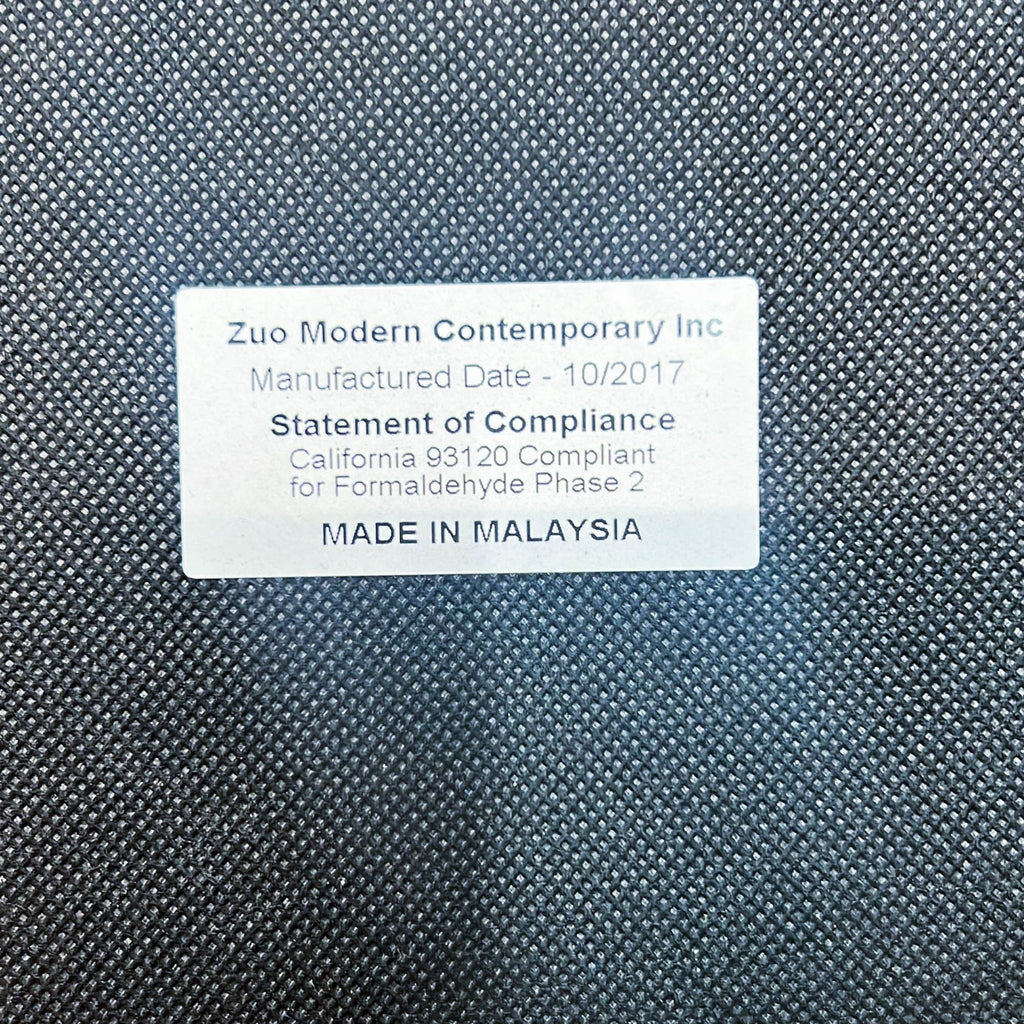 Zuo Modern Contemporary Inc
Manufactured Date - 10/2017
Statement of Compliance
California 93120 Compliant
for Formaldehyde Phase 2
MADE IN MALAYSIA